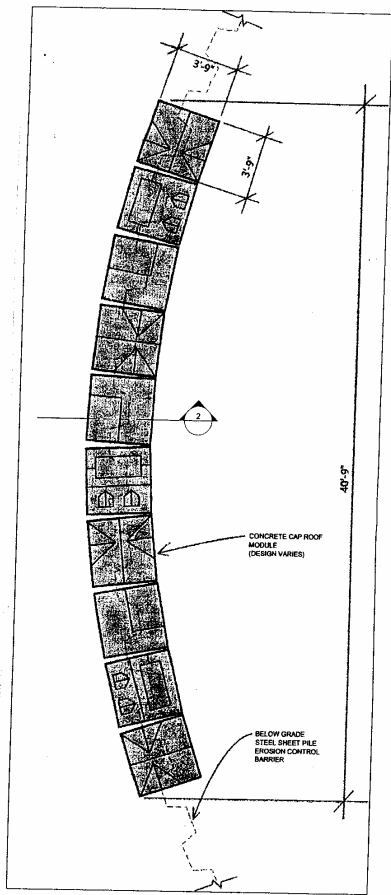 3'-9"
3'-9"
2
40'-9"
CONCRETE CAP ROOF
MODULE
(DESIGN VARIES)
BELOW GRADE
STEEL SHEET PILE
EROSION CONTROL
BARRIER